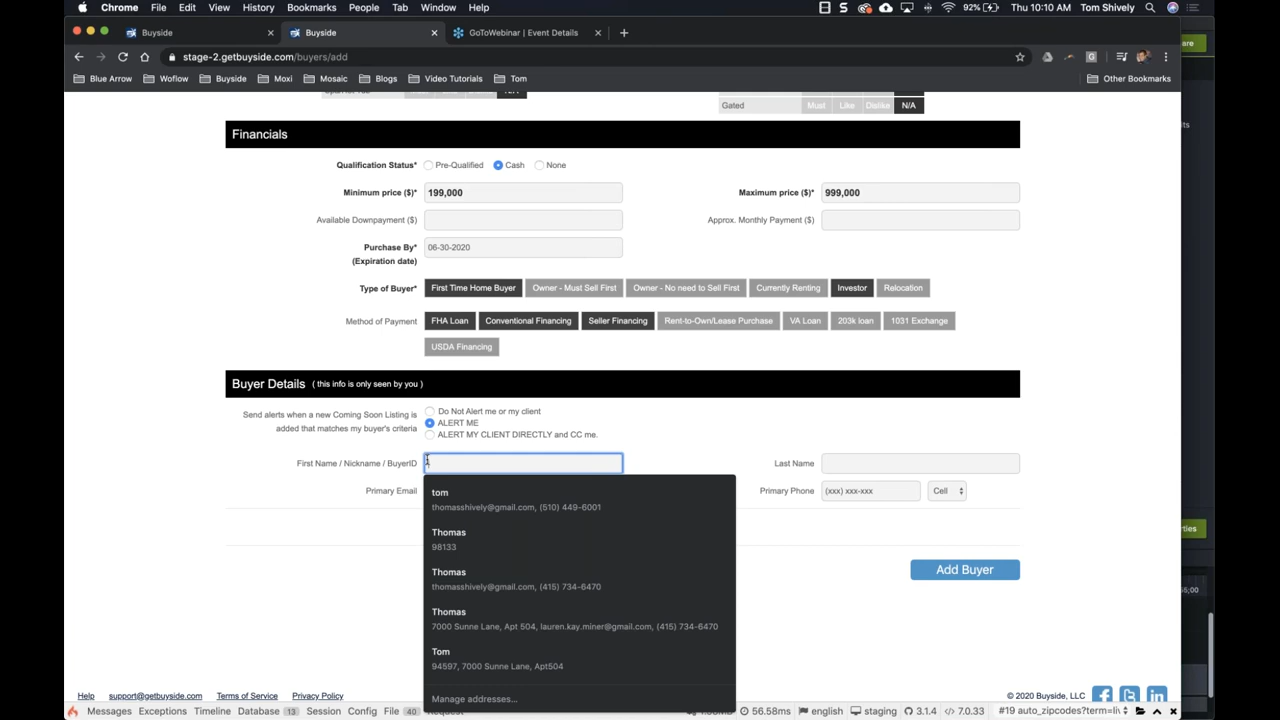 Chrome File Edit View History Bookmarks People Tab Window Help 92% Thu 10:10 AM Tom Shively
Buyside Buyside GoToWebinar | Event Details
stage-2.getbuyside.com/buyers/add
Blue Arrow Woflow Buyside Moxi Mosaic Blogs Video Tutorials Tom Other Bookmarks
Gated Must Like Dislike N/A
Financials
Qualification Status* Pre-Qualified Cash None
Minimum price ($)* 199,000 Maximum price ($)* 999,000
Available Downpayment ($) Approx. Monthly Payment ($)
Purchase By* 06-30-2020
(Expiration date)
Type of Buyer* First Time Home Buyer Owner - Must Sell First Owner - No need to Sell First Currently Renting Investor Relocation
Method of Payment FHA Loan Conventional Financing Seller Financing Rent-to-Own/Lease Purchase VA Loan 203k loan 1031 Exchange
USDA Financing
Buyer Details ( this info is only seen by you )
Send alerts when a new Coming Soon Listing is added that matches my buyer's criteria
Do Not Alert me or my client
ALERT ME
ALERT MY CLIENT DIRECTLY and CC me.
First Name / Nickname / BuyerID Last Name
Primary Email Primary Phone (xxx) xxx-xxx Cell
tom
thomasshively@gmail.com, (510) 449-6001
Thomas
98133
Thomas
thomasshively@gmail.com, (415) 734-6470
Thomas
7000 Sunne Lane, Apt 504, lauren.kay.miner@gmail.com, (415) 734-6470
Tom
94597, 7000 Sunne Lane, Apt504
Manage addresses...
Add Buyer
Help support@getbuyside.com Terms of Service Privacy Policy © 2020 Buyside, LLC
Messages Exceptions Timeline Database 13 Session Config File 40 56.58ms english staging 3.1.4 7.0.33 #19 auto_zipcodes?term=li